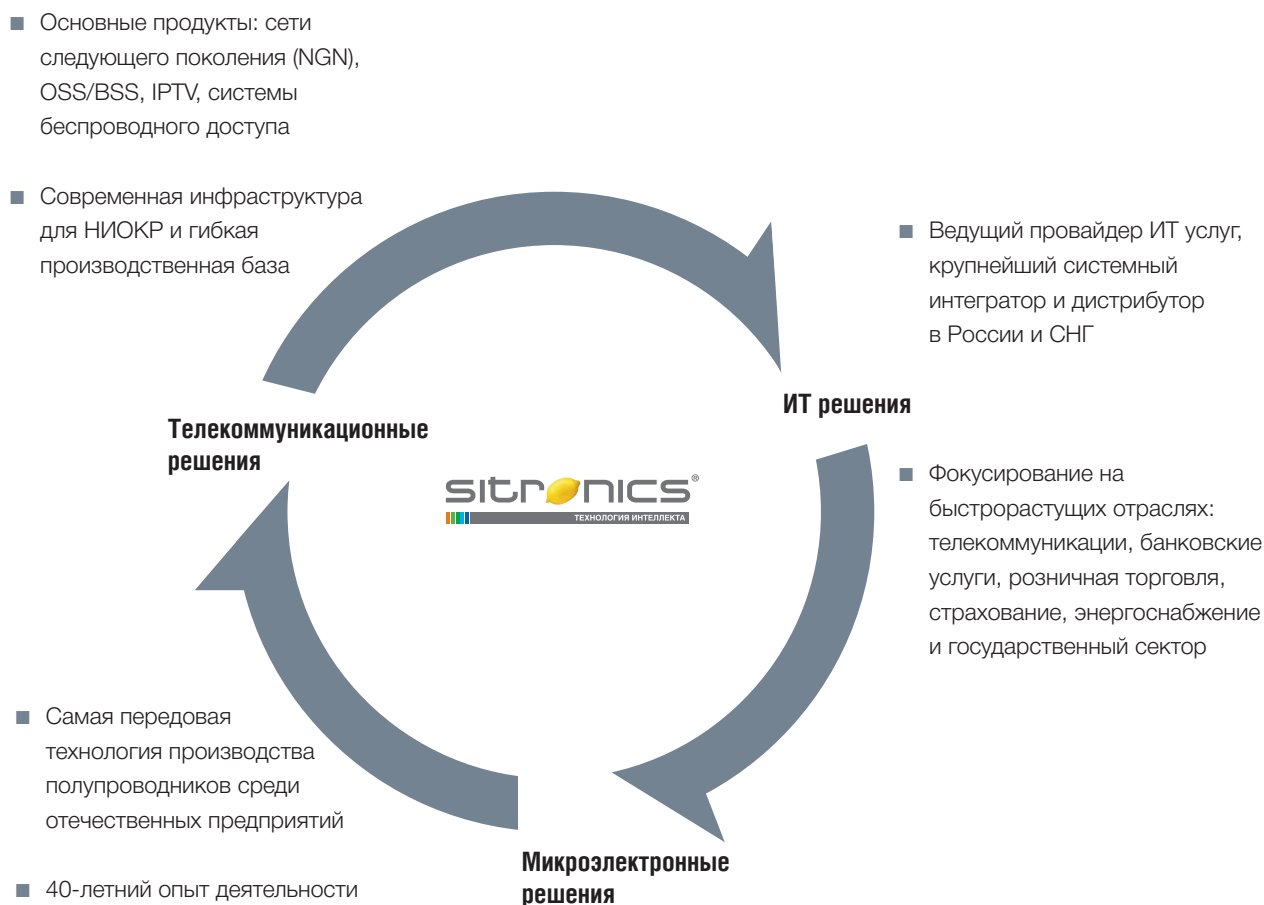 Основные продукты: сети
следующего поколения (NGN),
OSS/BSS, IPTV, системы
беспроводного доступа
Современная инфраструктура
для НИОКР и гибкая
производственная база
Ведущий провайдер ИТ услуг,
крупнейший системный
интегратор и дистрибутор
в России и СНГ
ИТ решения
Телекоммуникационные
решения
sitronics®
ТЕХНОЛОГИЯ ИНТЕЛЛЕКТА
Фокусирование на
быстрорастущих отраслях:
телекоммуникации, банковские
услуги, розничная торговля,
страхование, энергоснабжение
и государственный сектор
Самая передовая
технология производства
полупроводников среди
отечественных предприятий
40-летний опыт деятельности
Микроэлектронные
решения